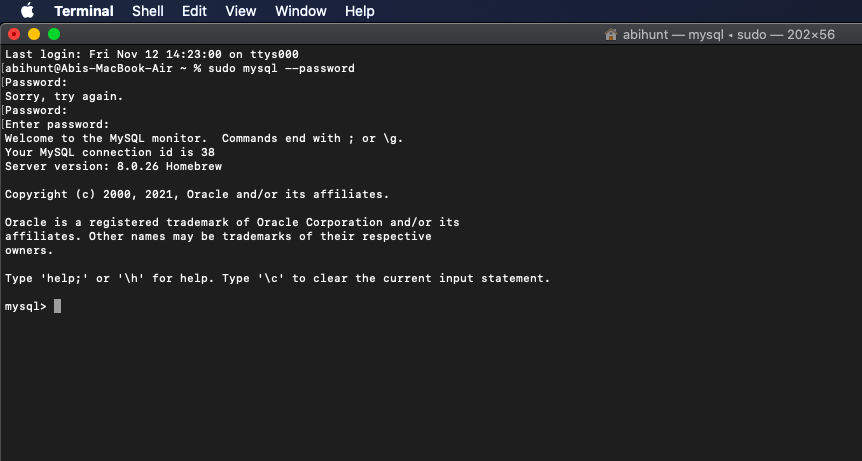 Terminal Shell Edit View Window Help
abihunt — mysql ◂ sudo — 202×56
Last login: Fri Nov 12 14:23:00 on ttys000
[abihunt@Abis-MacBook-Air ~ % sudo mysql --password
[Password:
Sorry, try again.
[Password:
[Enter password:
Welcome to the MySQL monitor.  Commands end with ; or \g.
Your MySQL connection id is 38
Server version: 8.0.26 Homebrew
Copyright (c) 2000, 2021, Oracle and/or its affiliates.
Oracle is a registered trademark of Oracle Corporation and/or its
affiliates. Other names may be trademarks of their respective
owners.
Type 'help;' or '\h' for help. Type '\c' to clear the current input statement.
mysql>